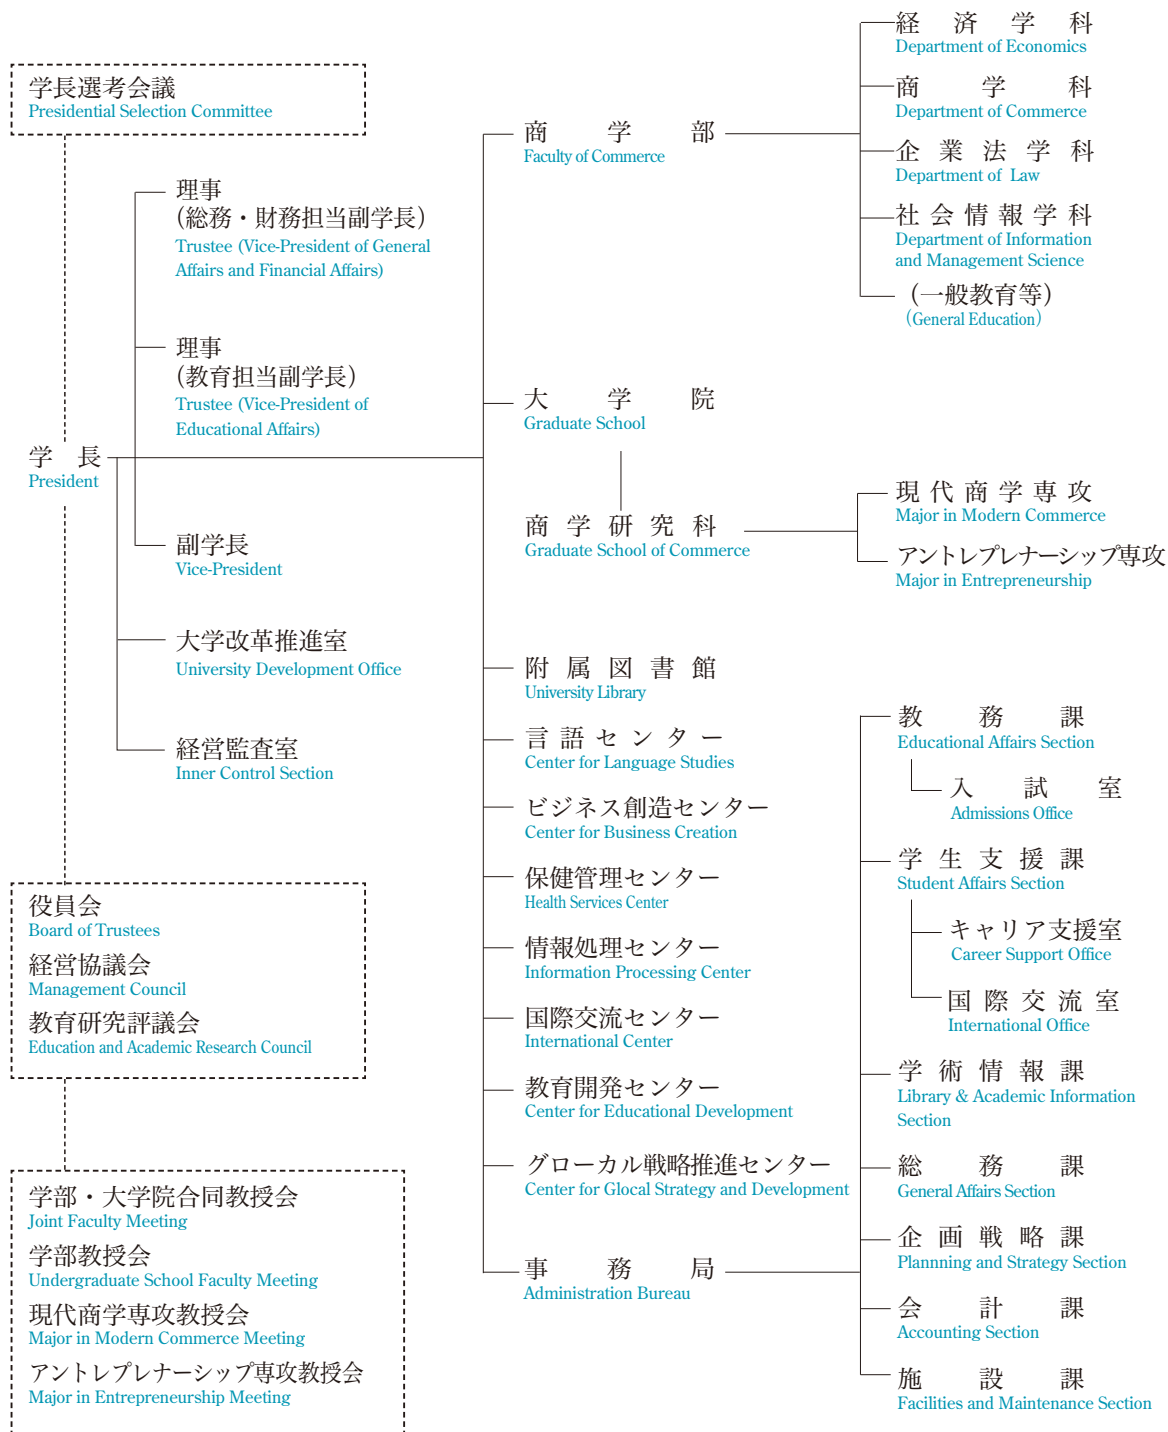 学長選考会議
Presidential Selection Committee
理事
(総務・財務担当副学長)
Trustee (Vice-President of General
Affairs and Financial Affairs)
理事
(教育担当副学長)
Trustee (Vice-President of
Educational Affairs)
学長
President
副学長
Vice-President
大学改革推進室
University Development Office
経営監査室
Inner Control Section
役員会
Board of Trustees
経営協議会
Management Council
教育研究評議会
Education and Academic Research Council
学部・大学院合同教授会
Joint Faculty Meeting
学部教授会
Undergraduate School Faculty Meeting
現代商学専攻教授会
Major in Modern Commerce Meeting
アントレプレナーシップ専攻教授会
Major in Entrepreneurship Meeting
商学部
Faculty of Commerce
経済学科
Department of Economics
商学科
Department of Commerce
企業法学科
Department of Law
社会情報学科
Department of Information
and Management Science
(一般教育等)
(General Education)
大学院
Graduate School
商学研究科
Graduate School of Commerce
現代商学専攻
Major in Modern Commerce
アントレプレナーシップ専攻
Major in Entrepreneurship
附属図書館
University Library
言語センター
Center for Language Studies
ビジネス創造センター
Center for Business Creation
保健管理センター
Health Services Center
情報処理センター
Information Processing Center
国際交流センター
International Center
教育開発センター
Center for Educational Development
グローカル戦略推進センター
Center for Glocal Strategy and Development
事務局
Administration Bureau
教務課
Educational Affairs Section
入試室
Admissions Office
学生支援課
Student Affairs Section
キャリア支援室
Career Support Office
国際交流室
International Office
学術情報課
Library & Academic Information
Section
総務課
General Affairs Section
企画戦略課
Plannning and Strategy Section
会計課
Accounting Section
施設課
Facilities and Maintenance Section